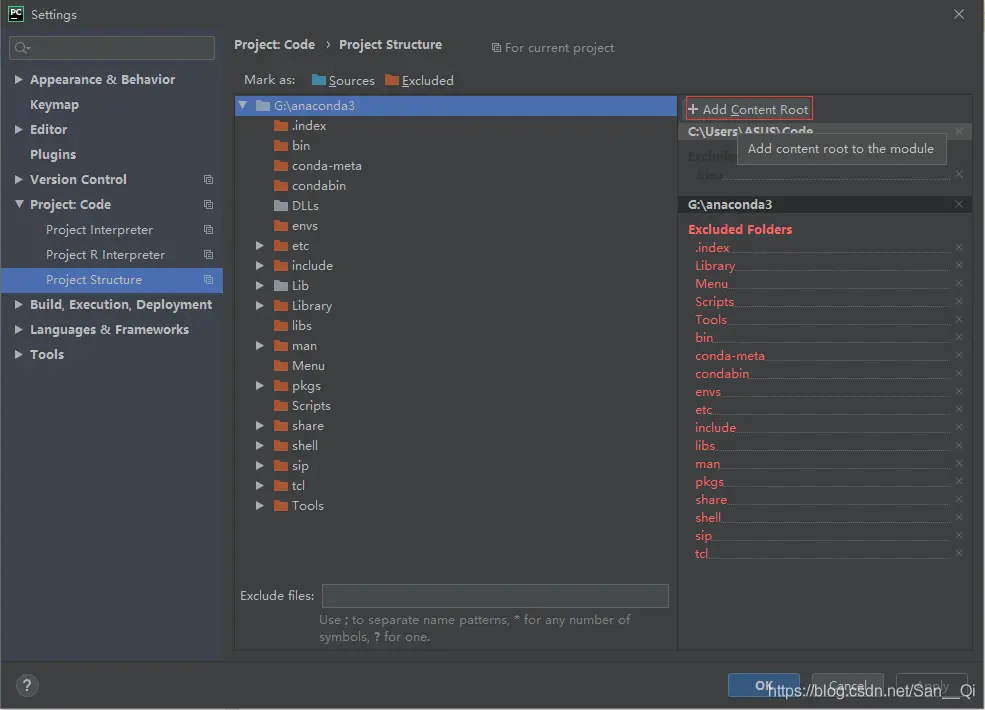 PC
Settings
Project: Code › Project Structure
For current project
Mark as: Sources Excluded
Appearance & Behavior
Keymap
Editor
Plugins
Version Control
Project: Code
Project Interpreter
Project R Interpreter
Project Structure
Build, Execution, Deployment
Languages & Frameworks
Tools
G:\anaconda3
.index
bin
conda-meta
condabin
DLLs
envs
etc
include
Lib
Library
libs
man
Menu
pkgs
Scripts
share
shell
sip
tcl
Tools
Exclude files:
Use ; to separate name patterns, * for any number of
symbols, ? for one.
+ Add Content Root
C:\Users\ASUS\Code
Add content root to the module
.idea
G:\anaconda3
Excluded Folders
.index
Library
Menu
Scripts
Tools
bin
conda-meta
condabin
envs
etc
include
libs
man
pkgs
share
shell
sip
tcl
?
OK
Cancel
Apply
https://blog.csdn.net/San__Qi